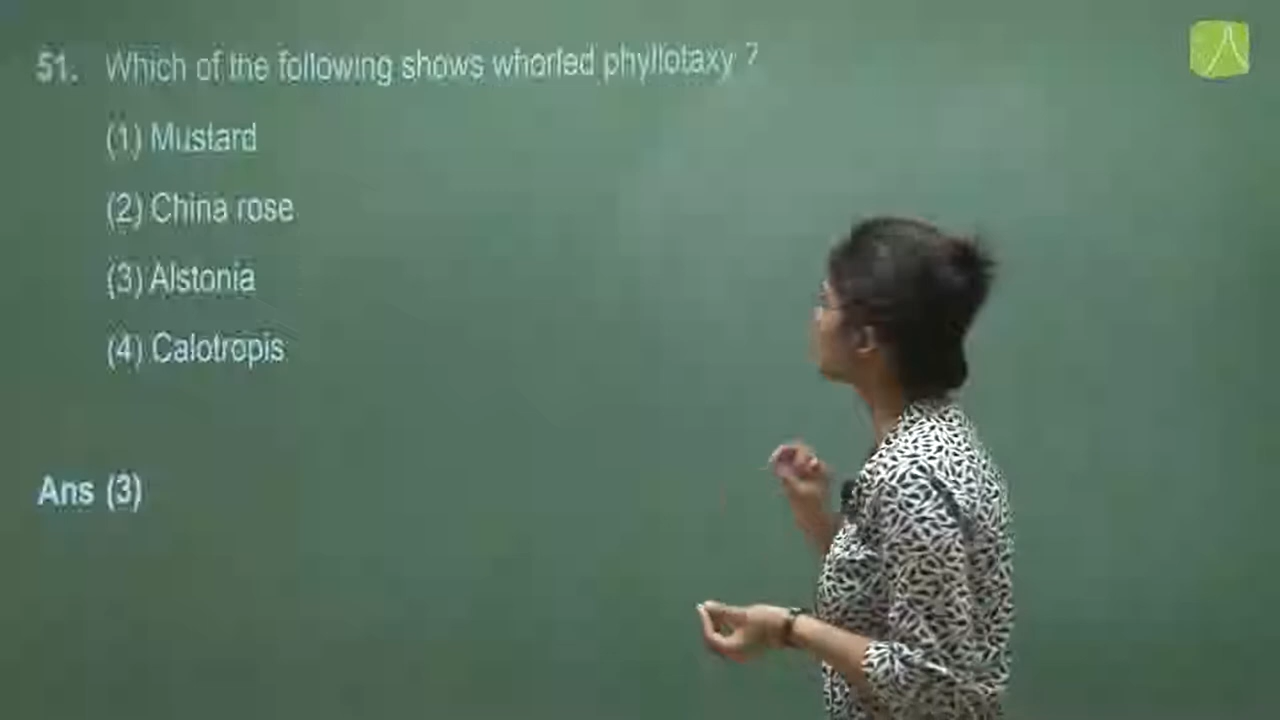 51. Which of the following shows whorled phyllotaxy ?
(1) Mustard
(2) China rose
(3) Alstonia
(4) Calotropis
Ans (3)